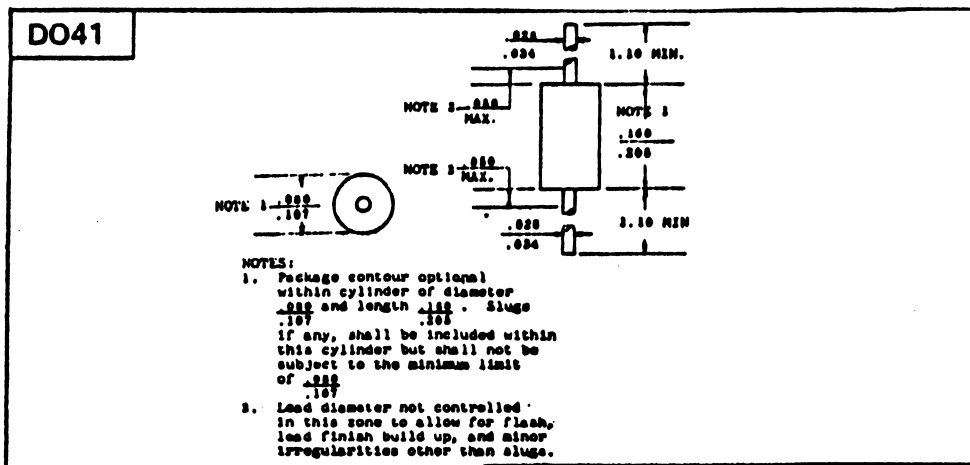 DO41
.028
.034
1.10 MIN.
NOTE 2 .050
MAX.
NOTE 1
.160
.205
NOTE 2 .050
MAX.
NOTE 1 .080
.107
.028
.034
1.10 MIN
NOTES:
1. Package contour optional
within cylinder of diameter
.080 and length .160 . Slugs
.107 .205
if any, shall be included within
this cylinder but shall not be
subject to the minimum limit
of .080
.107
2. Lead diameter not controlled
in this zone to allow for flash,
lead finish build up, and minor
irregularities other than slugs.